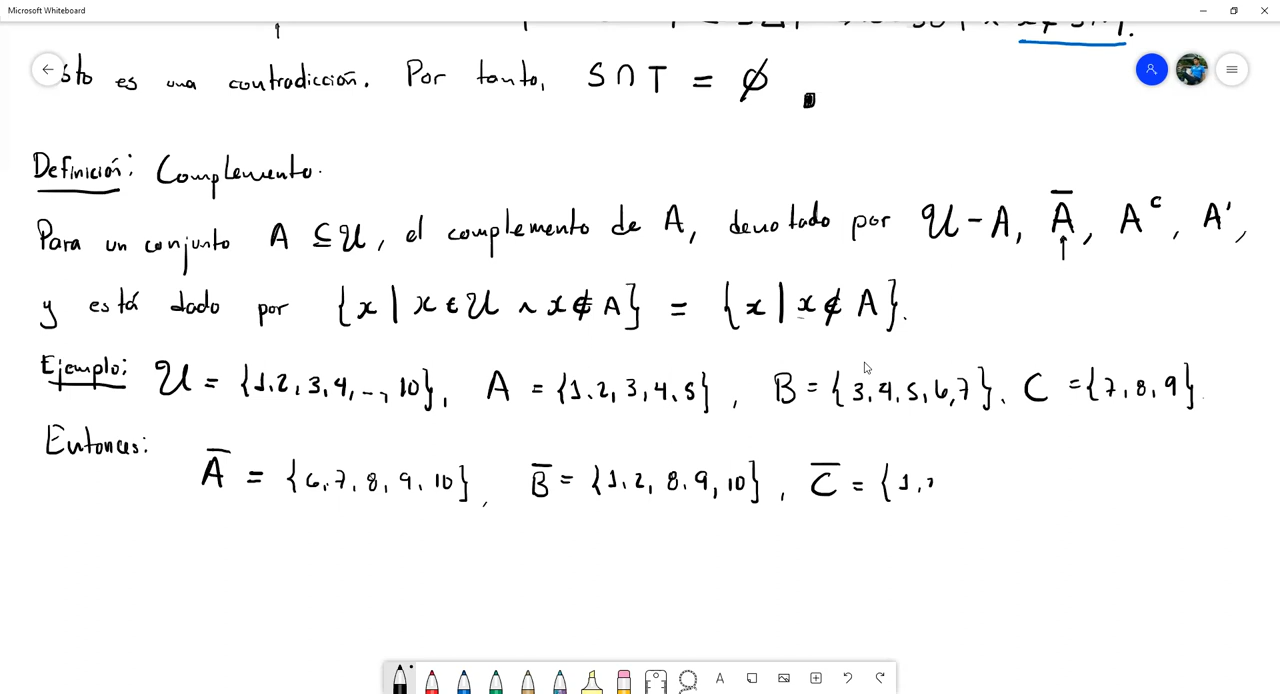 Microsoft Whiteboard
es una contradicción. Por tanto, S ∩ T = ∅
Definición: Complemento.
Para un conjunto A ⊆ U, el complemento de A, denotado por U - A, A̅, Aᶜ, A',
y está dado por {x | x ∈ U ∧ x ∉ A} = {x | x ∉ A}.
Ejemplo: U = {1,2,3,4,..,10}, A = {1,2,3,4,5}, B = {3,4,5,6,7}, C = {7,8,9}
Entonces:
A̅ = {6,7,8,9,10}, B̅ = {1,2,8,9,10}, C̅ = {1,
A